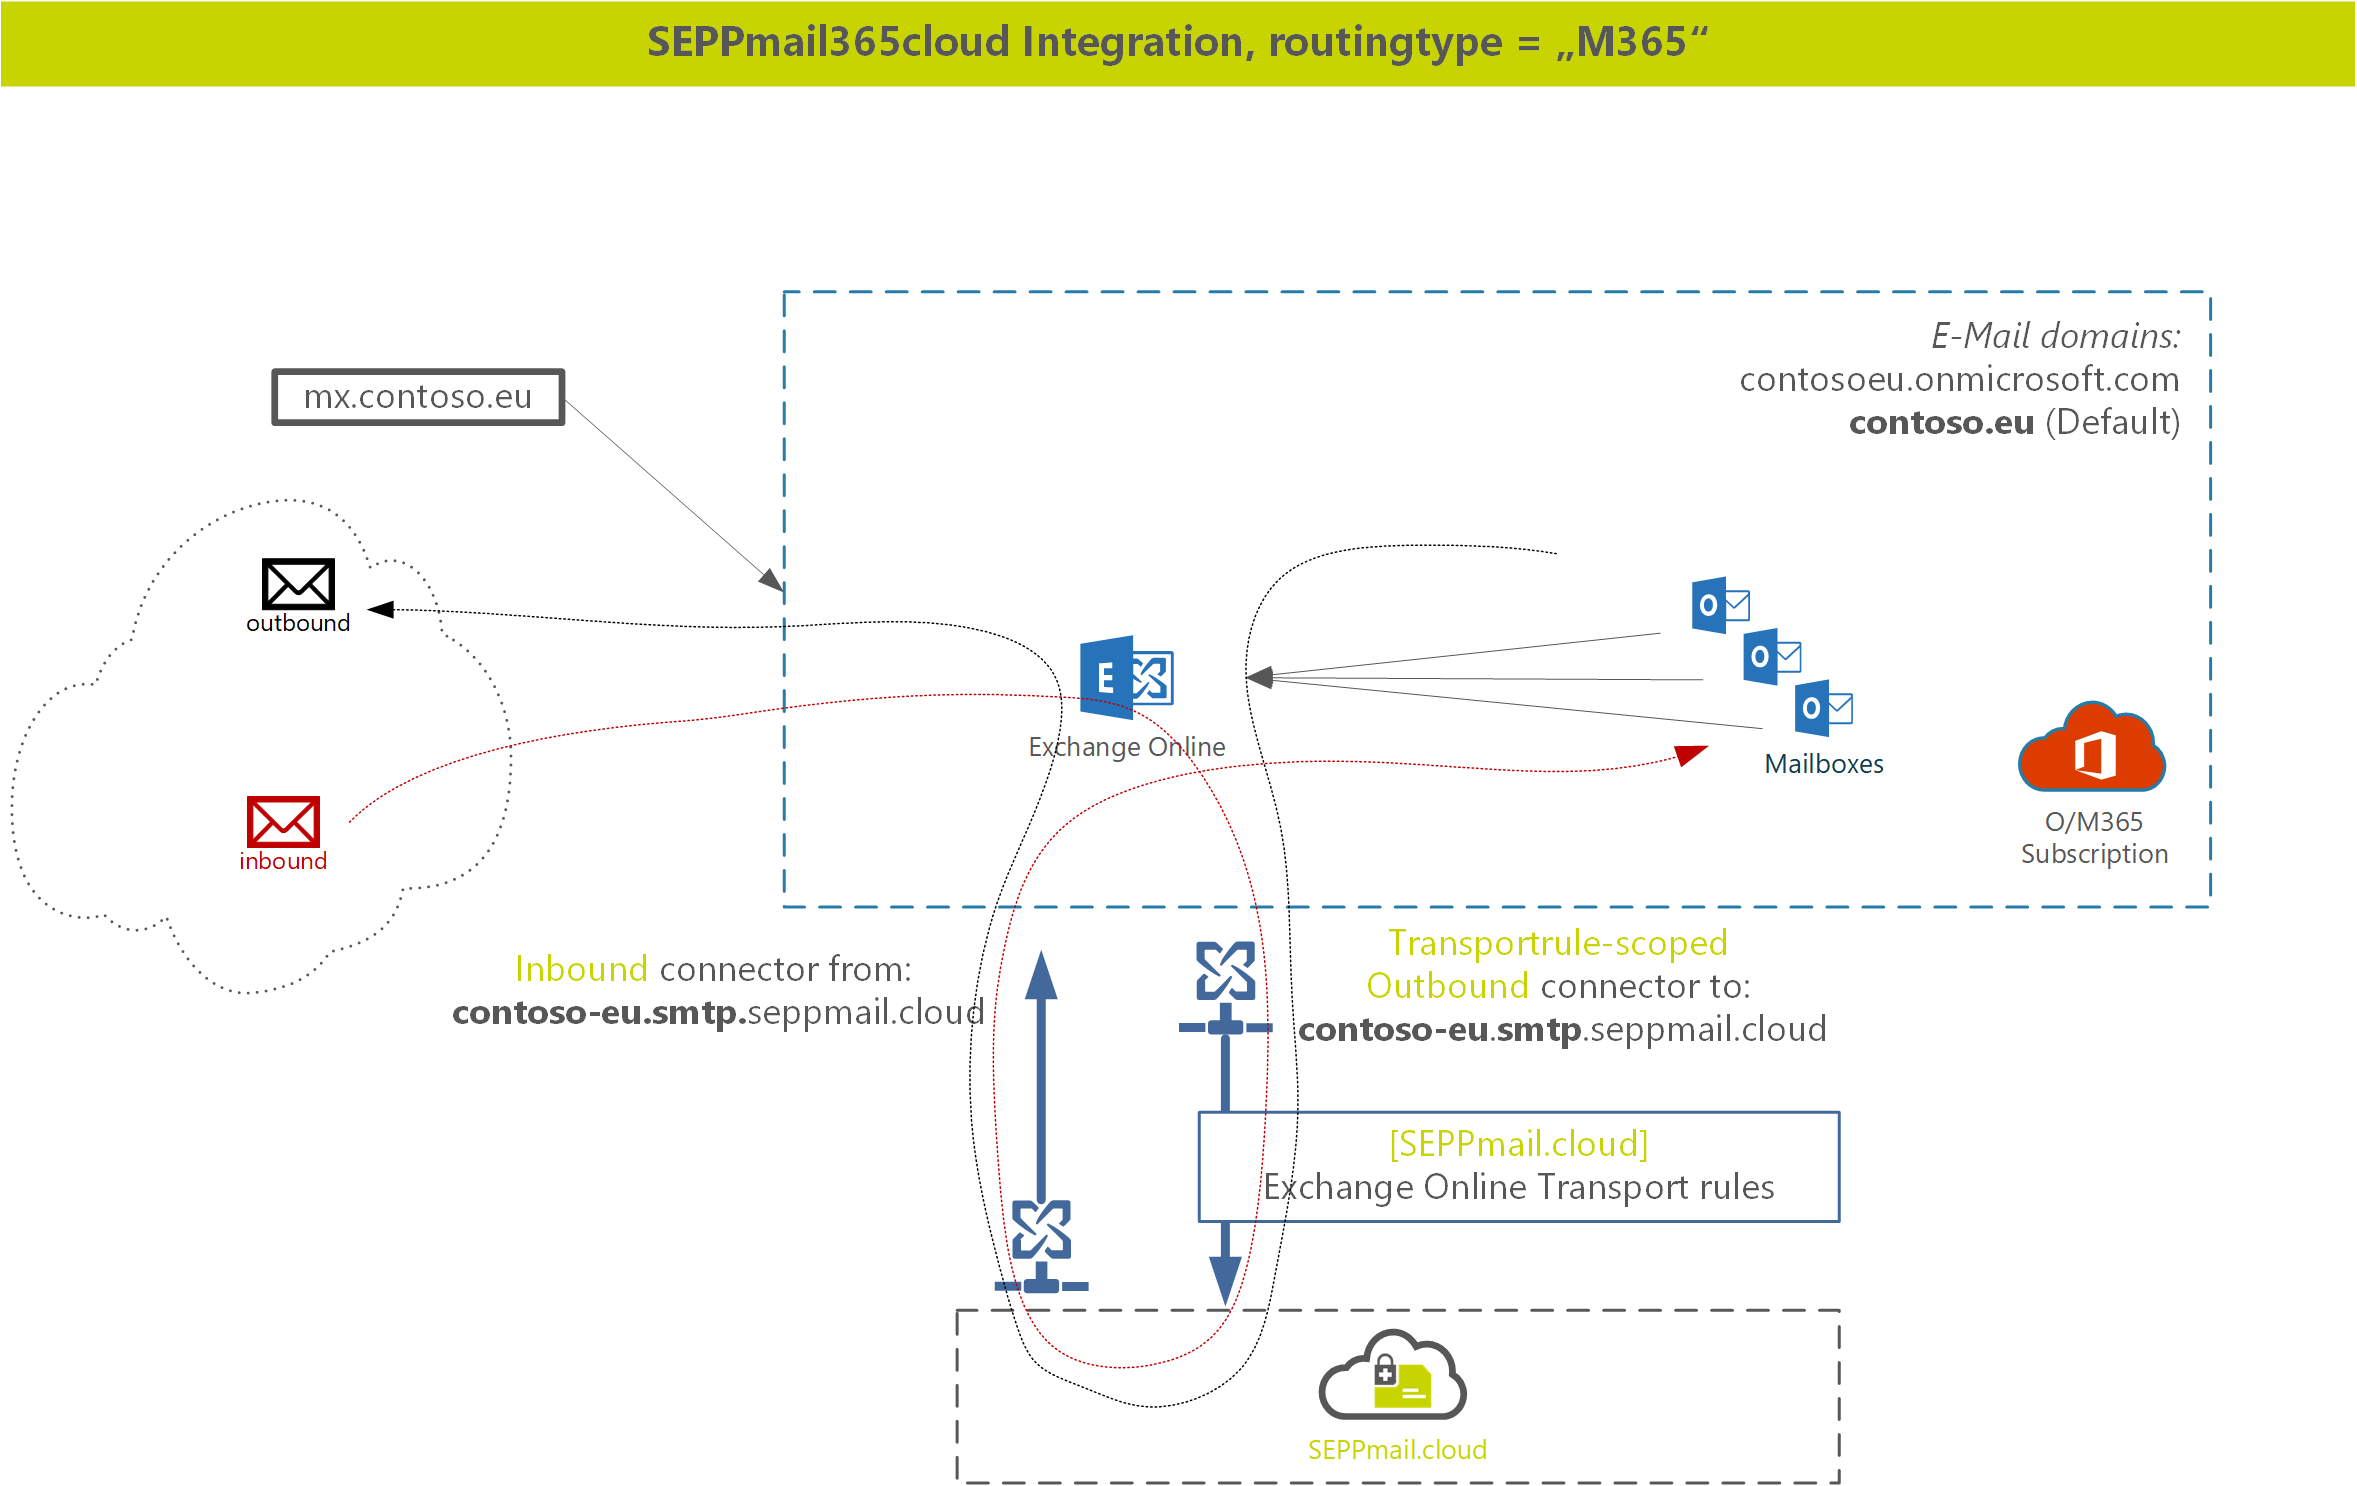 SEPPmail365cloud Integration, routingtype = „M365“
E-Mail domains:
contosoeu.onmicrosoft.com
contoso.eu (Default)
mx.contoso.eu
outbound
inbound
E
Exchange Online
O
O
O
Mailboxes
O/M365
Subscription
Inbound connector from:
contoso-eu.smtp.seppmail.cloud
Transportrule-scoped
Outbound connector to:
contoso-eu.smtp.seppmail.cloud
[SEPPmail.cloud]
Exchange Online Transport rules
SEPPmail.cloud